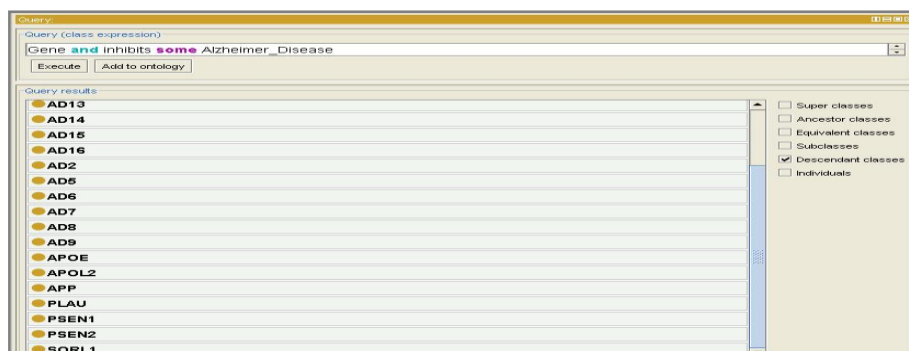 Query:
Query (class expression)
Gene and inhibits some Alzheimer_Disease
Execute Add to ontology
Query results
AD13
AD14
AD15
AD16
AD2
AD5
AD6
AD7
AD8
AD9
APOE
APOL2
APP
PLAU
PSEN1
PSEN2
SORL1
Super classes
Ancestor classes
Equivalent classes
Subclasses
Descendant classes
Individuals